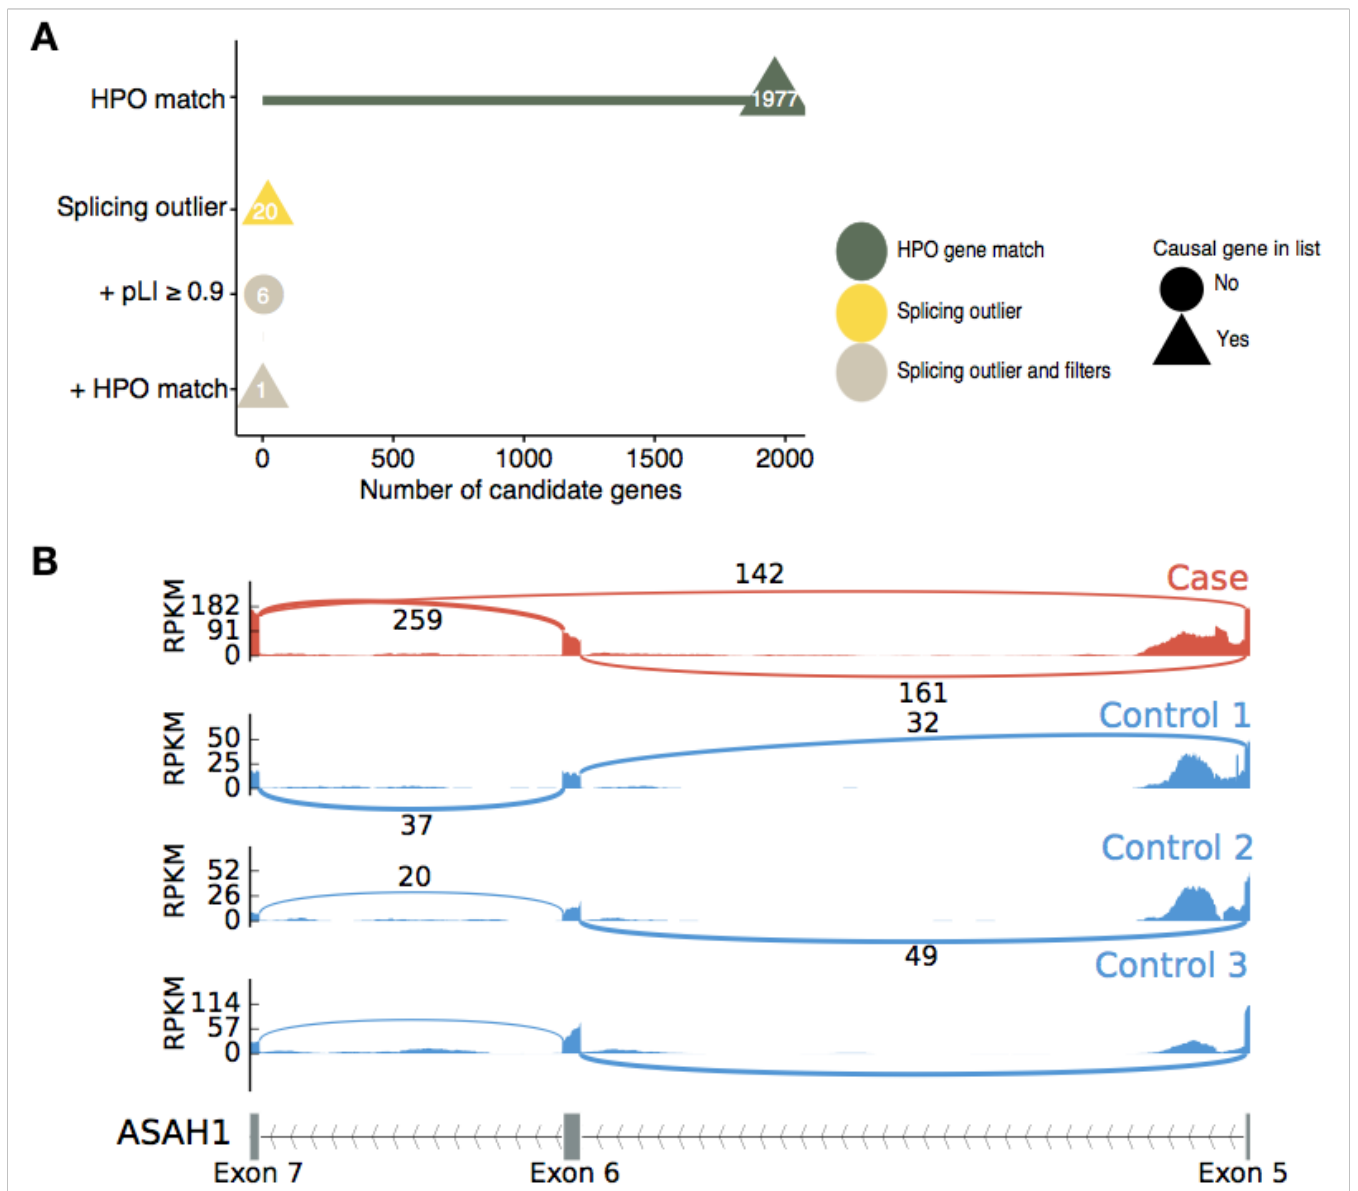 A
HPO match
1977
Splicing outlier
20
+ pLI ≥ 0.9
6
+ HPO match
1
0 500 1000 1500 2000
Number of candidate genes
HPO gene match
Splicing outlier
Splicing outlier and filters
Causal gene in list
No
Yes
B
Case
RPKM
182
91
0
142
259
161
Control 1
RPKM
50
25
0
32
37
Control 2
RPKM
52
26
0
20
49
Control 3
RPKM
114
57
0
ASAH1
Exon 7 Exon 6 Exon 5